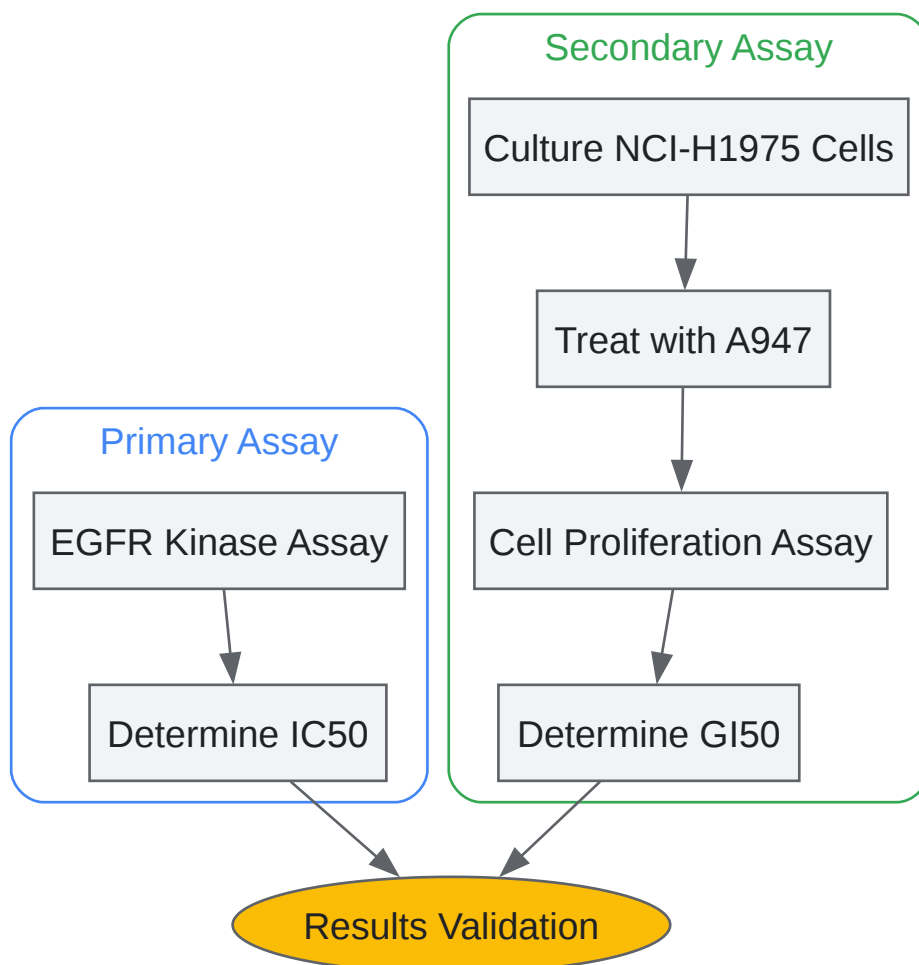 Secondary Assay
Culture NCI-H1975 Cells
Treat with A947
Primary Assay
EGFR Kinase Assay
Cell Proliferation Assay
Determine IC50
Determine GI50
Results Validation